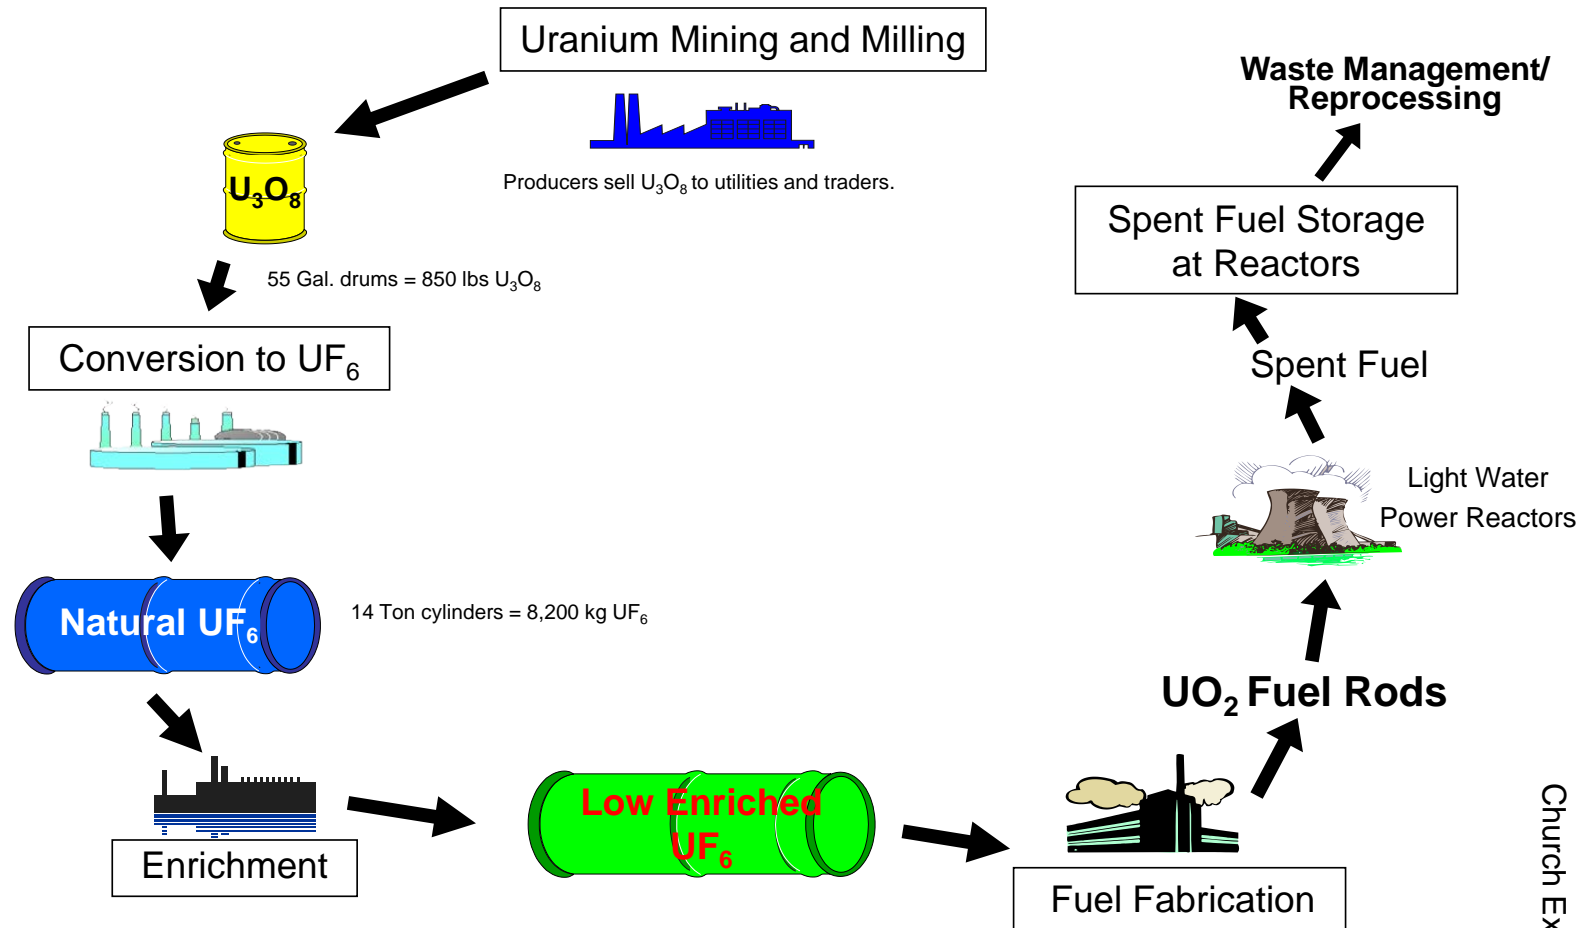 Uranium Mining and Milling
Producers sell U₃O₈ to utilities and traders.
U₃O₈
55 Gal. drums = 850 lbs U₃O₈
Conversion to UF₆
Natural UF₆
14 Ton cylinders = 8,200 kg UF₆
Enrichment
Low Enriched
UF₆
Fuel Fabrication
UO₂ Fuel Rods
Light Water
Power Reactors
Spent Fuel
Spent Fuel Storage
at Reactors
Waste Management/
Reprocessing
Church Ex